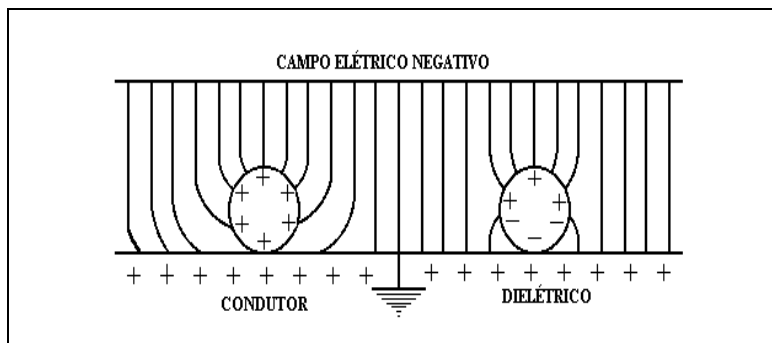 CAMPO ELÉTRICO NEGATIVO
+ + + + + +
+ + + - - -
+ + + + + + + + + + + + + + +
CONDUTOR
DIELÉTRICO